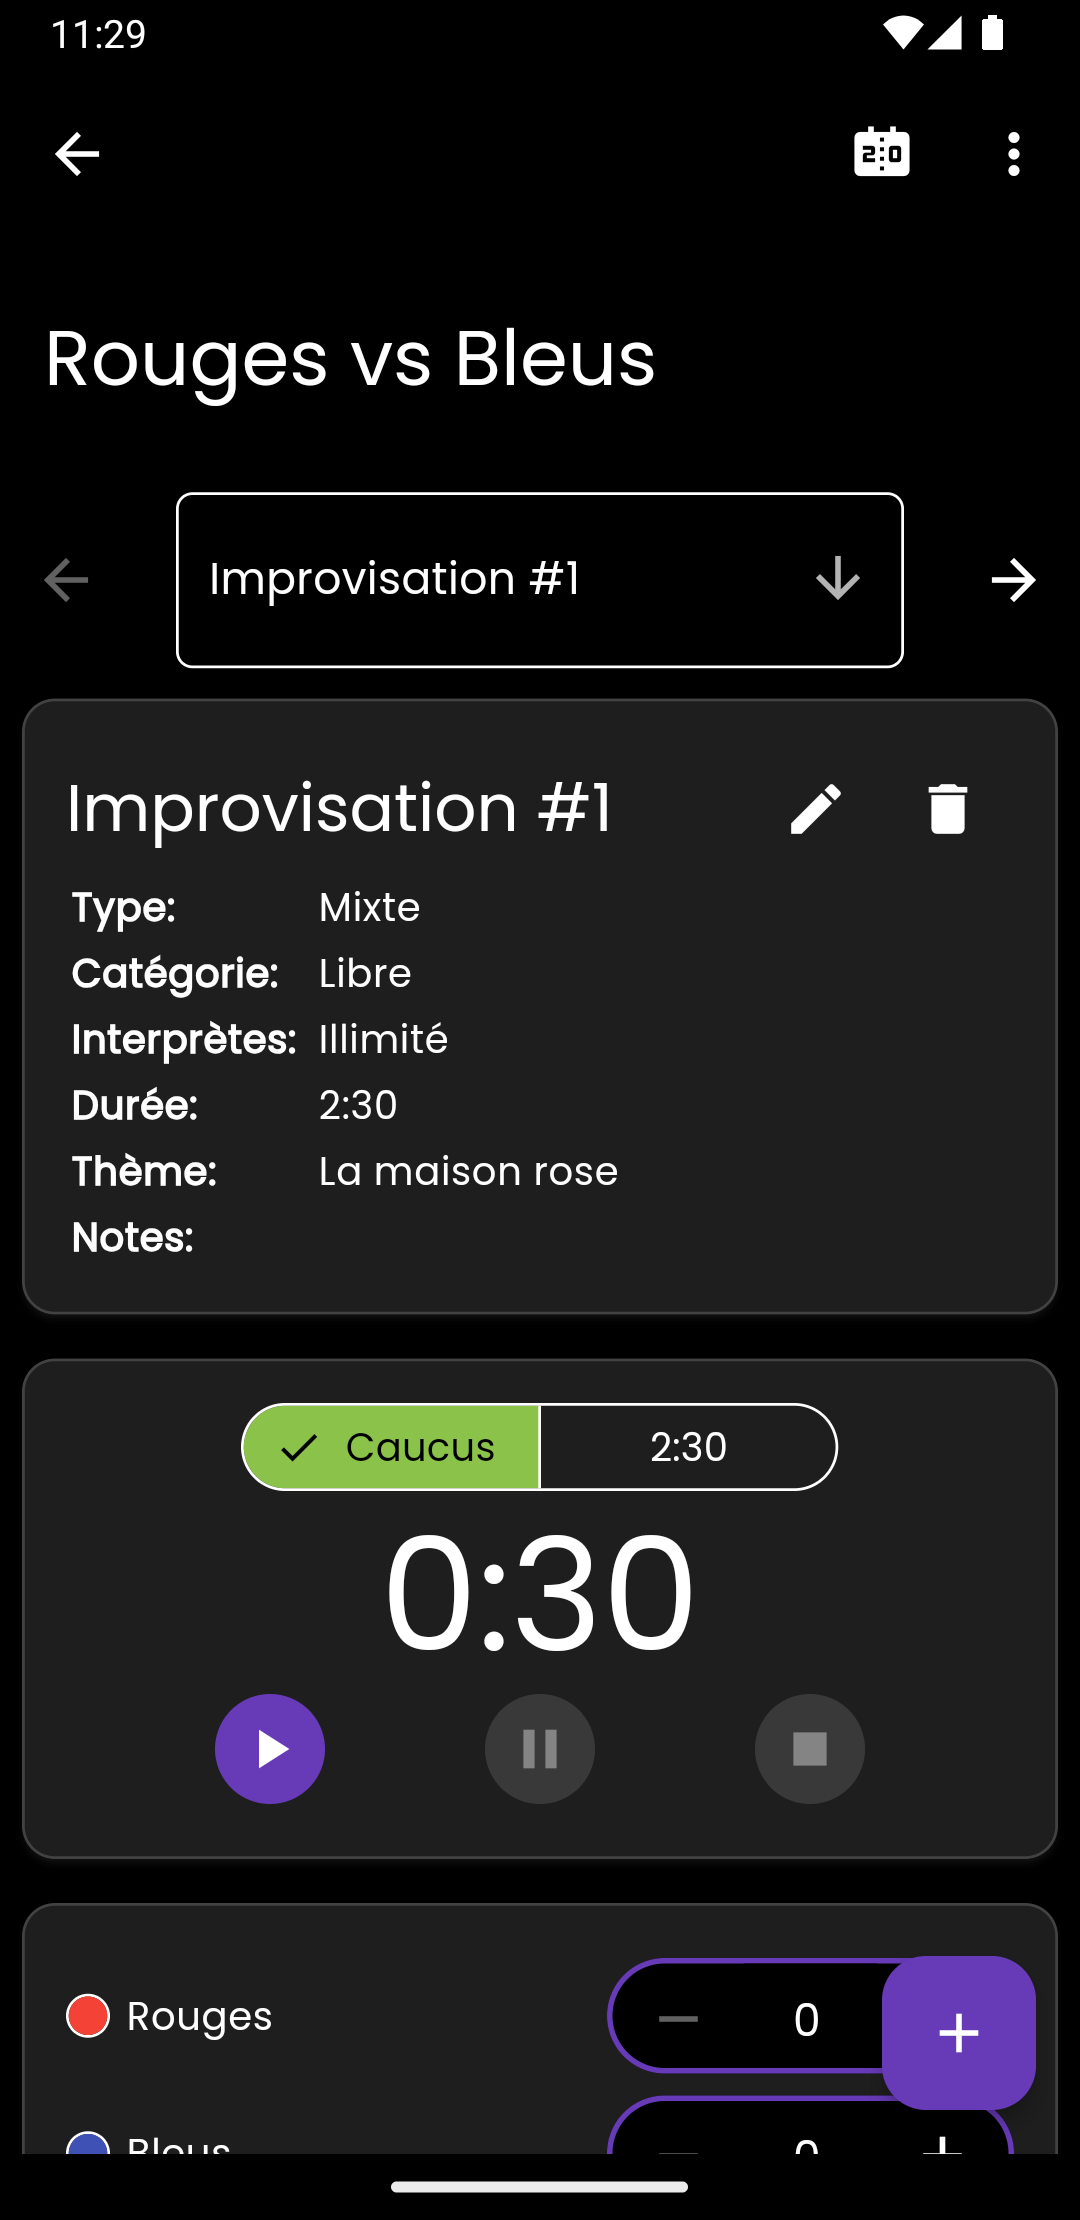 11:29
2 0
Rouges vs Bleus
Improvisation #1
Improvisation #1
Type: Mixte
Catégorie: Libre
Interprètes: Illimité
Durée: 2:30
Thème: La maison rose
Notes:
Caucus 2:30
0:30
Rouges 0
Bleus 0